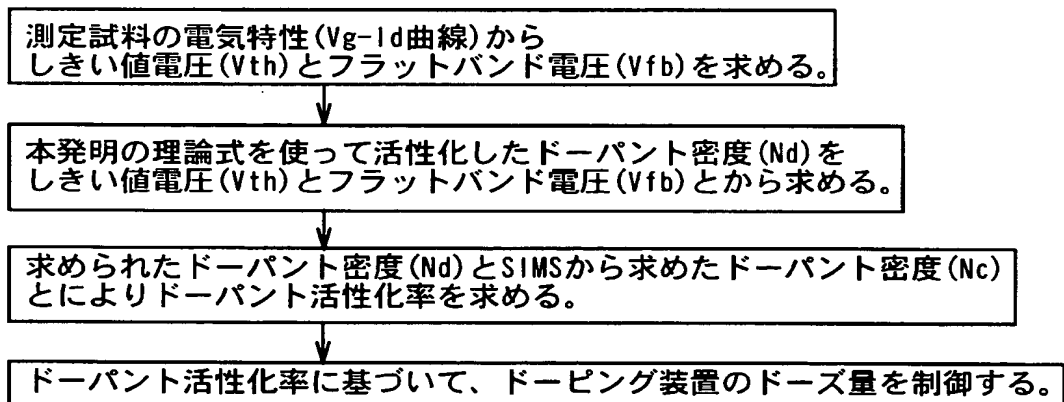 測定試料の電気特性(Vg-Id曲線)から
しきい値電圧(Vth)とフラットバンド電圧(Vfb)を求める。
本発明の理論式を使って活性化したドーパント密度(Nd)を
しきい値電圧(Vth)とフラットバンド電圧(Vfb)とから求める。
求められたドーパント密度(Nd)とSIMSから求めたドーパント密度(Nc)
とによりドーパント活性化率を求める。
ドーパント活性化率に基づいて、ドーピング装置のドーズ量を制御する。